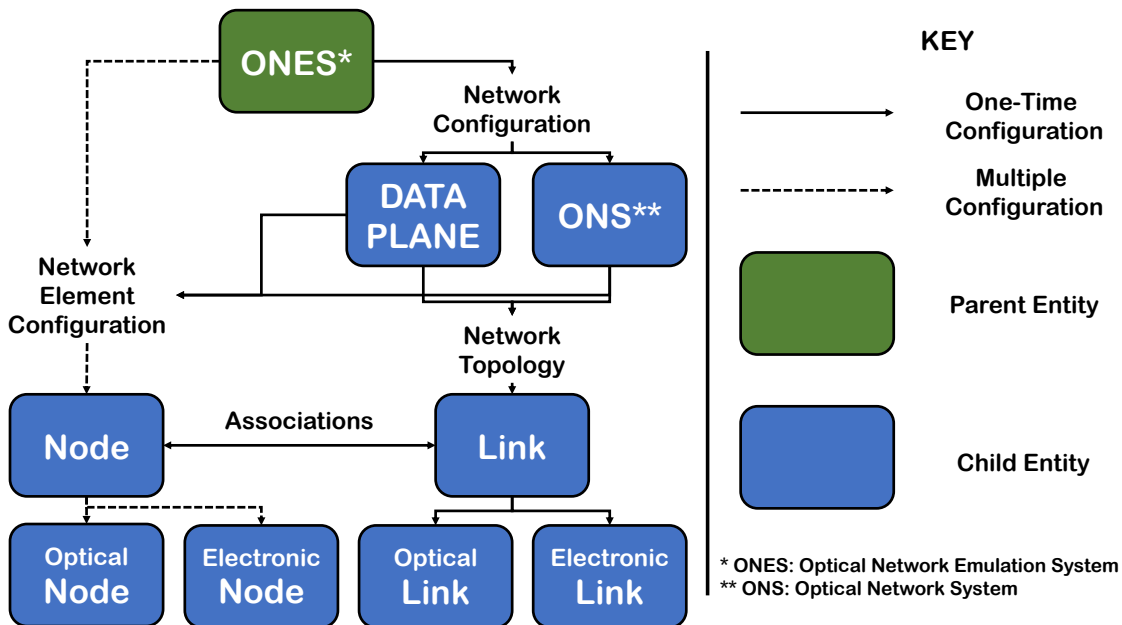 ONES*
Network
Configuration
DATA
PLANE
ONS**
Network
Element
Configuration
Network
Topology
Node
Associations
Link
Optical
Node
Electronic
Node
Optical
Link
Electronic
Link
KEY
One-Time
Configuration
Multiple
Configuration
Parent Entity
Child Entity
* ONES: Optical Network Emulation System
** ONS: Optical Network System